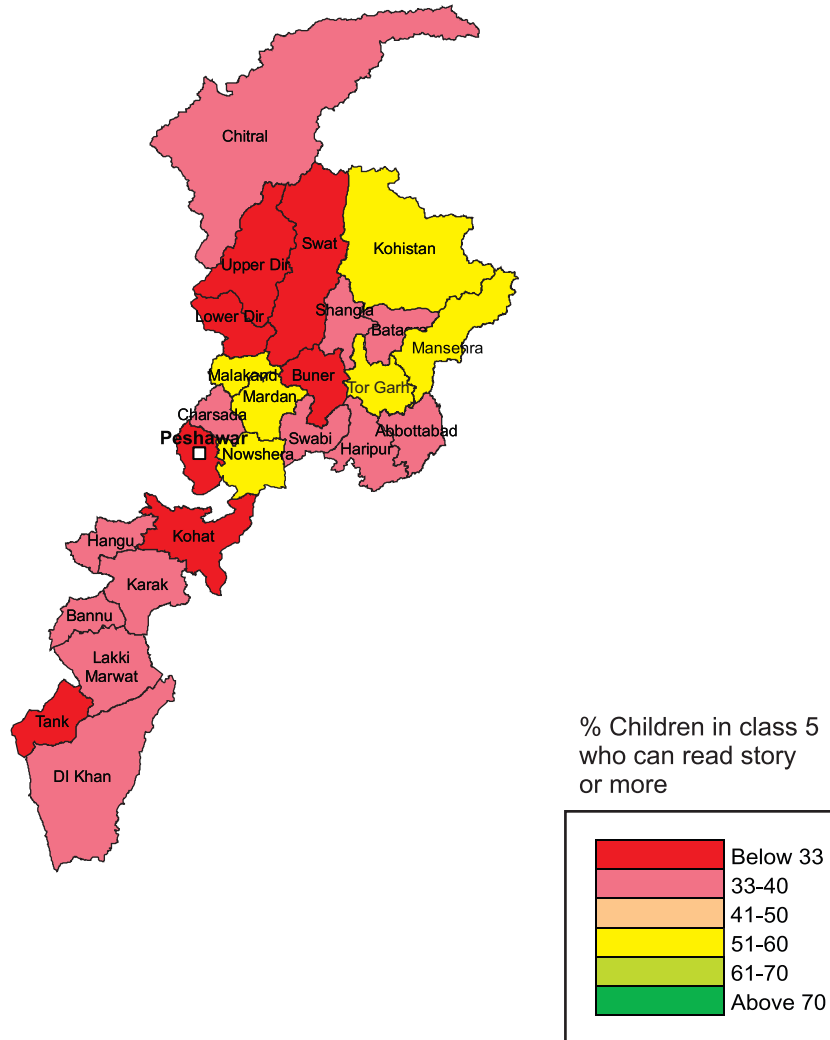 Chitral
Swat
Kohistan
Upper Dir
Shangla
Lower Dir
Bata
Mansehra
Malakand
Buner
Tor Garh
Mardan
Charsada
Abbottabad
Peshawar
Swabi
Haripur
Nowshera
Kohat
Hangu
Karak
Bannu
Lakki
Marwat
Tank
DI Khan
% Children in class 5
who can read story
or more
Below 33
33-40
41-50
51-60
61-70
Above 70